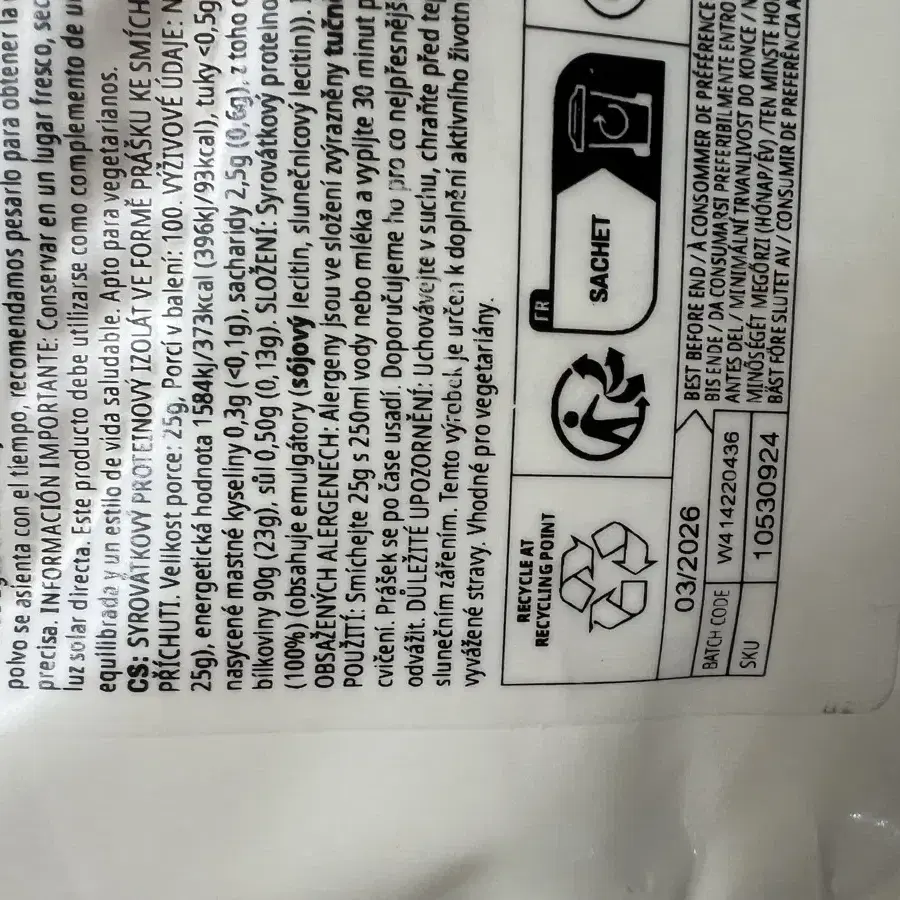 polvo se asienta con el tiempo, recomendamos pesarlo para obtener la
precisa. INFORMACIÓN IMPORTANTE: Conservar en un lugar fresco, sec
luz solar directa. Este producto debe utilizarse como complemento de u
equilibrada y un estilo de vida saludable. Apto para vegetarianos.
CS: SYROVÁTKOVÝ PROTEINOVÝ IZOLÁT VE FORMĚ PRÁŠKU KE SMÍCH
PŘÍCHUTI. Velikost porce: 25g, Porcí v balení: 100. VÝŽIVOVÉ ÚDAJE: N
25g), energetická hodnota 1584kJ/373kcal (396kJ/93kcal), tuky <0,5g
nasycené mastné kyseliny 0,3g (<0,1g), sacharidy 2,5g (0,6g), z toho c
bílkoviny 90g (23g), sůl 0,50g (0,13g). SLOŽENÍ: Syrovátkový proteino
(100%) (obsahuje emulgátory (sójový lecitin, slunečnicový lecitin)).
OBSAŽENÝCH ALERGENECH: Alergeny jsou ve složení zvýrazněny tučn
POUŽITÍ: Smíchejte 25g s 250ml vody nebo mléka a vypijte 30 minut p
cvičení. Prášek se po čase usadí. Doporučujeme ho pro co nejpřesnějš
odvážit. DŮLEŽITÉ UPOZORNĚNÍ: Uchovávejte v suchu, chraňte před tep
slunečním zářením. Tento výrobek je určen k doplnění aktivního životn
vyvážené stravy. Vhodné pro vegetariány.
RECYCLE AT
RECYCLING POINT
FR
SACHET
03/2026
BEST BEFORE END / À CONSOMMER DE PRÉFÉRENCE
BIS ENDE / DA CONSUMARSI PREFERIBILMENTE ENTRO
ANTES DEL / MINIMÁLNÍ TRVANLIVOST DO KONCE / N
MINŐSÉGÉT MEGŐRZI (HÓNAP/ÉV) / TEN MINSTE HO
BÄST FÖRE SLUTET AV / CONSUMIR DE PREFERÊNCIA A
BATCH CODE W414220436
SKU 10530924